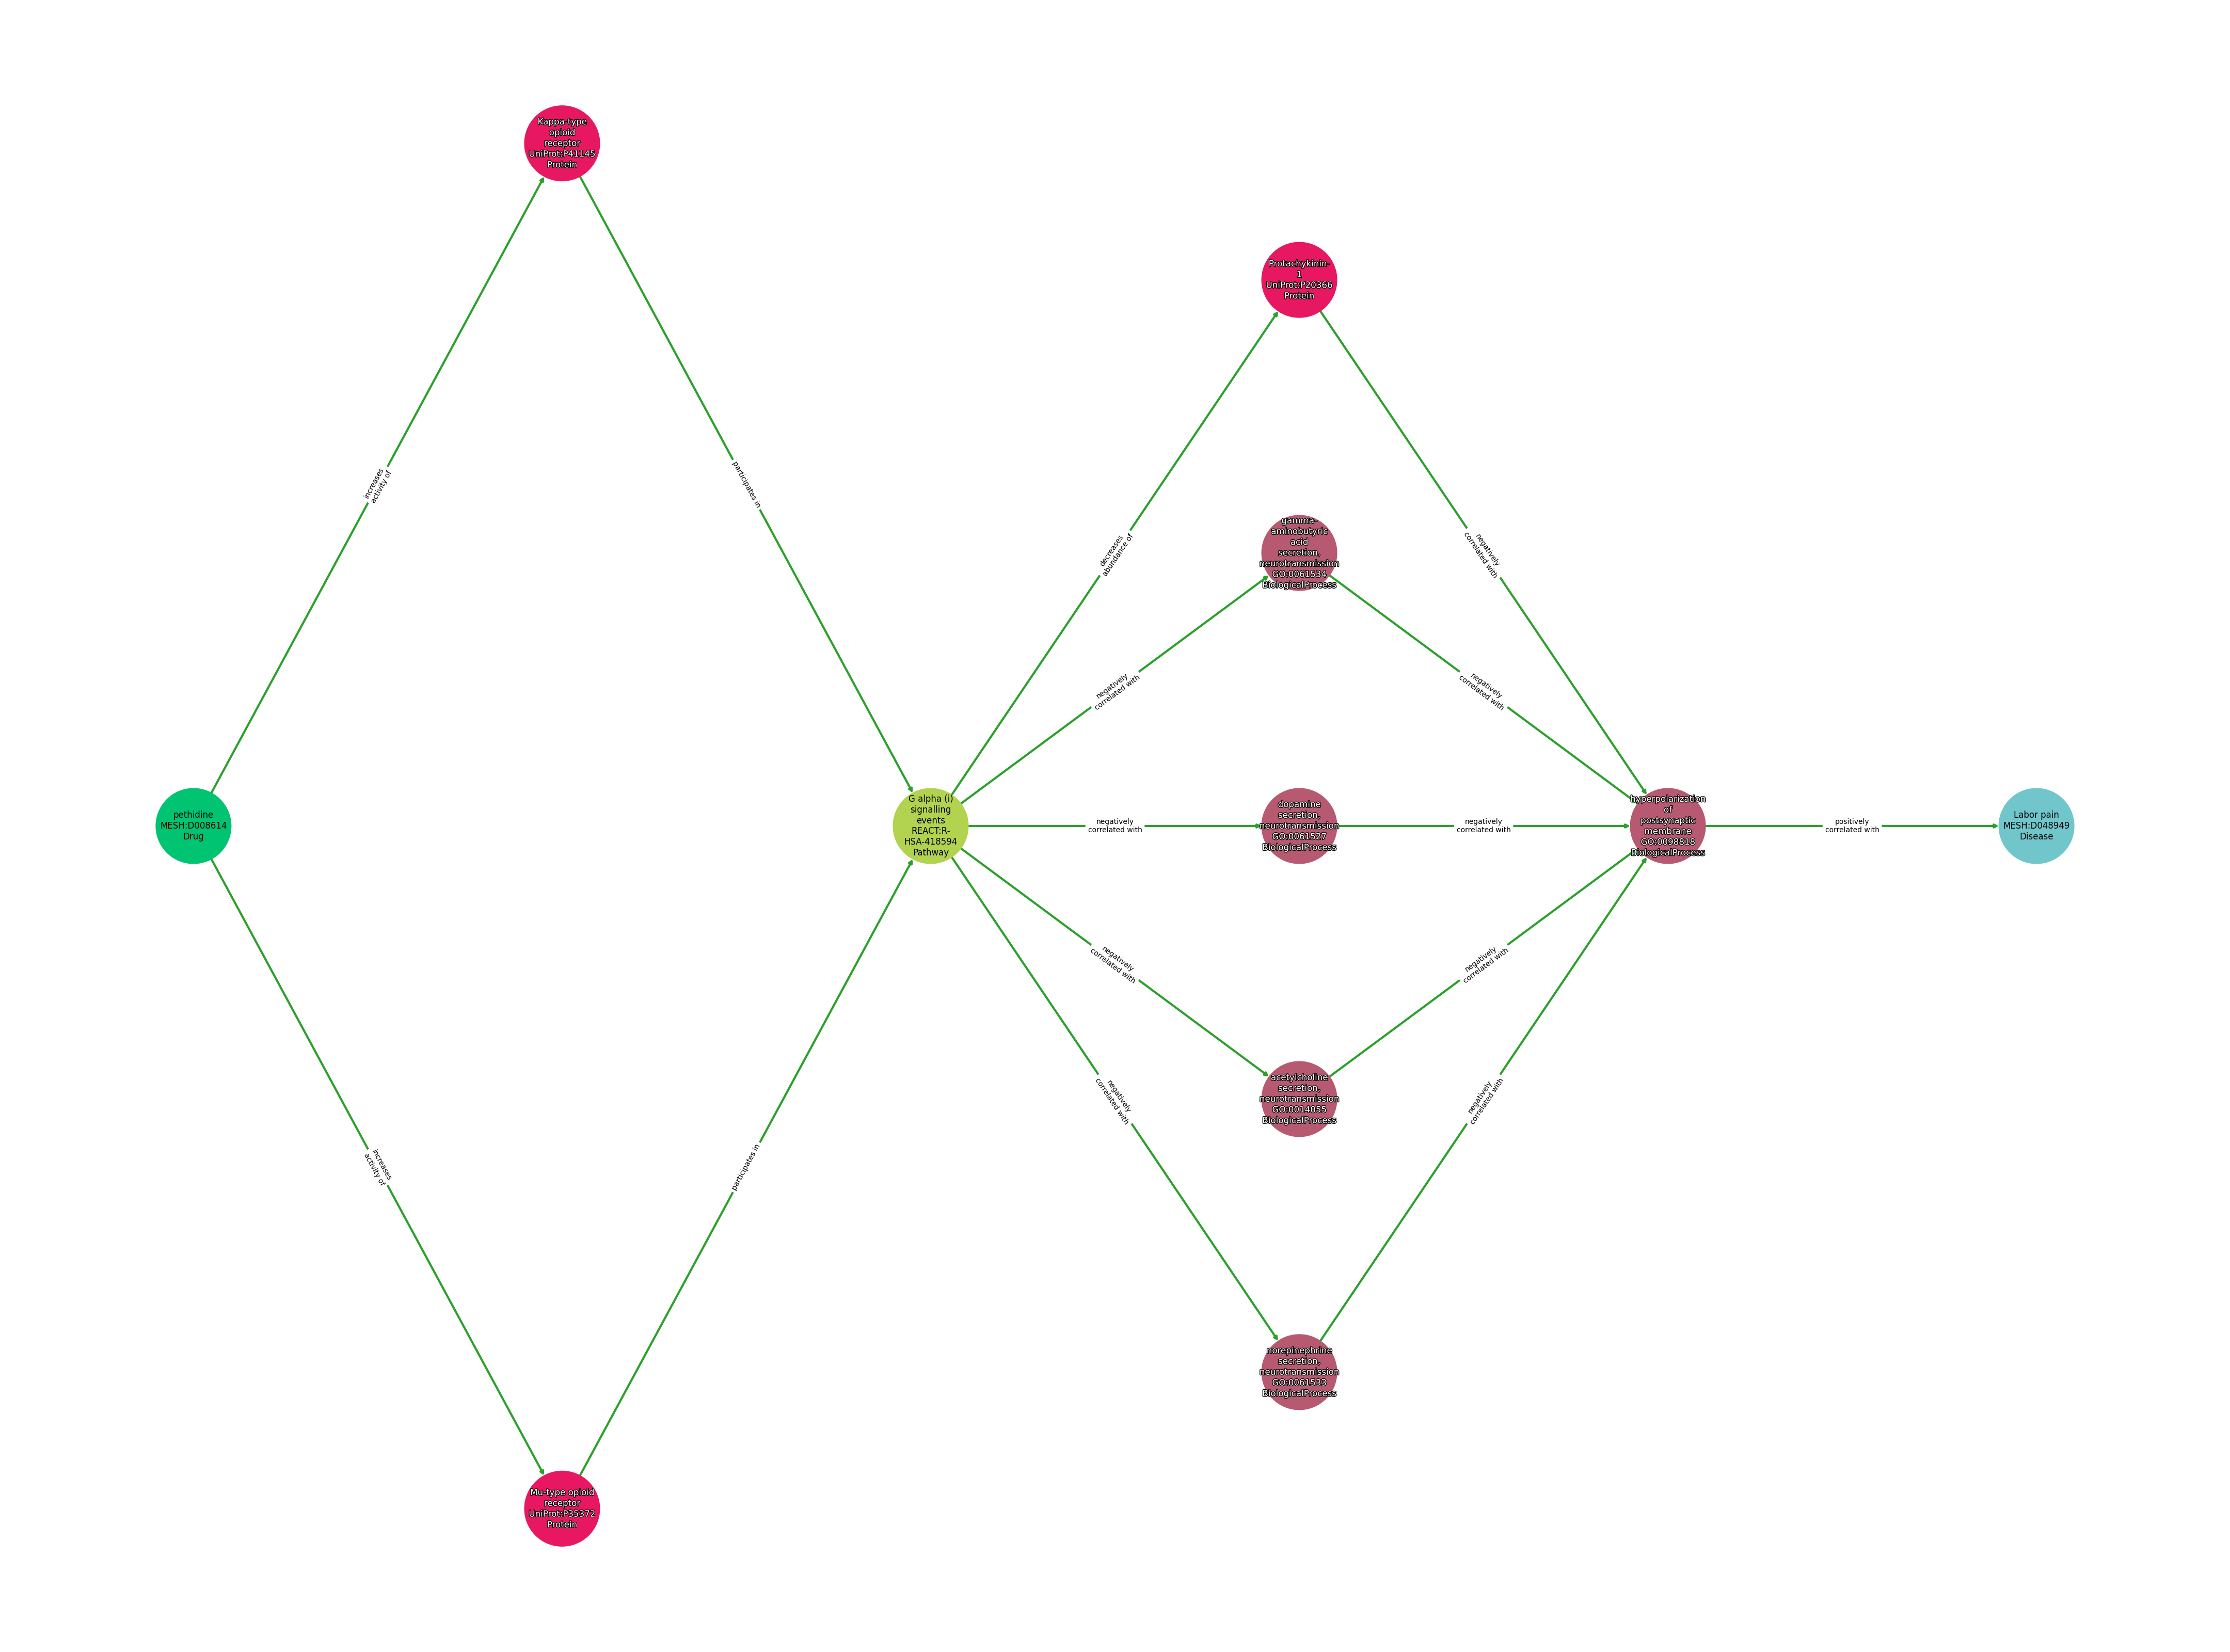 Kappa-type
opioid
receptor
UniProt:P41145
Protein
Protachykinin-
1
UniProt:P20366
Protein
increases
activity of
participates in
decreases
abundance of
negatively
correlated with
gamma-
aminobutyric
acid
secretion,
neurotransmission
GO:0061534
BiologicalProcess
negatively
correlated with
negatively
correlated with
pethidine
MESH:D008614
Drug
G alpha (i)
signalling
events
REACT:R-
HSA-418594
Pathway
negatively
correlated with
dopamine
secretion,
neurotransmission
GO:0061527
BiologicalProcess
negatively
correlated with
hyperpolarization
of
postsynaptic
membrane
GO:0098818
BiologicalProcess
positively
correlated with
Labor pain
MESH:D048949
Disease
negatively
correlated with
negatively
correlated with
acetylcholine
secretion,
neurotransmission
GO:0014055
BiologicalProcess
increases
activity of
participates in
negatively
correlated with
negatively
correlated with
norepinephrine
secretion,
neurotransmission
GO:0061533
BiologicalProcess
Mu-type opioid
receptor
UniProt:P35372
Protein